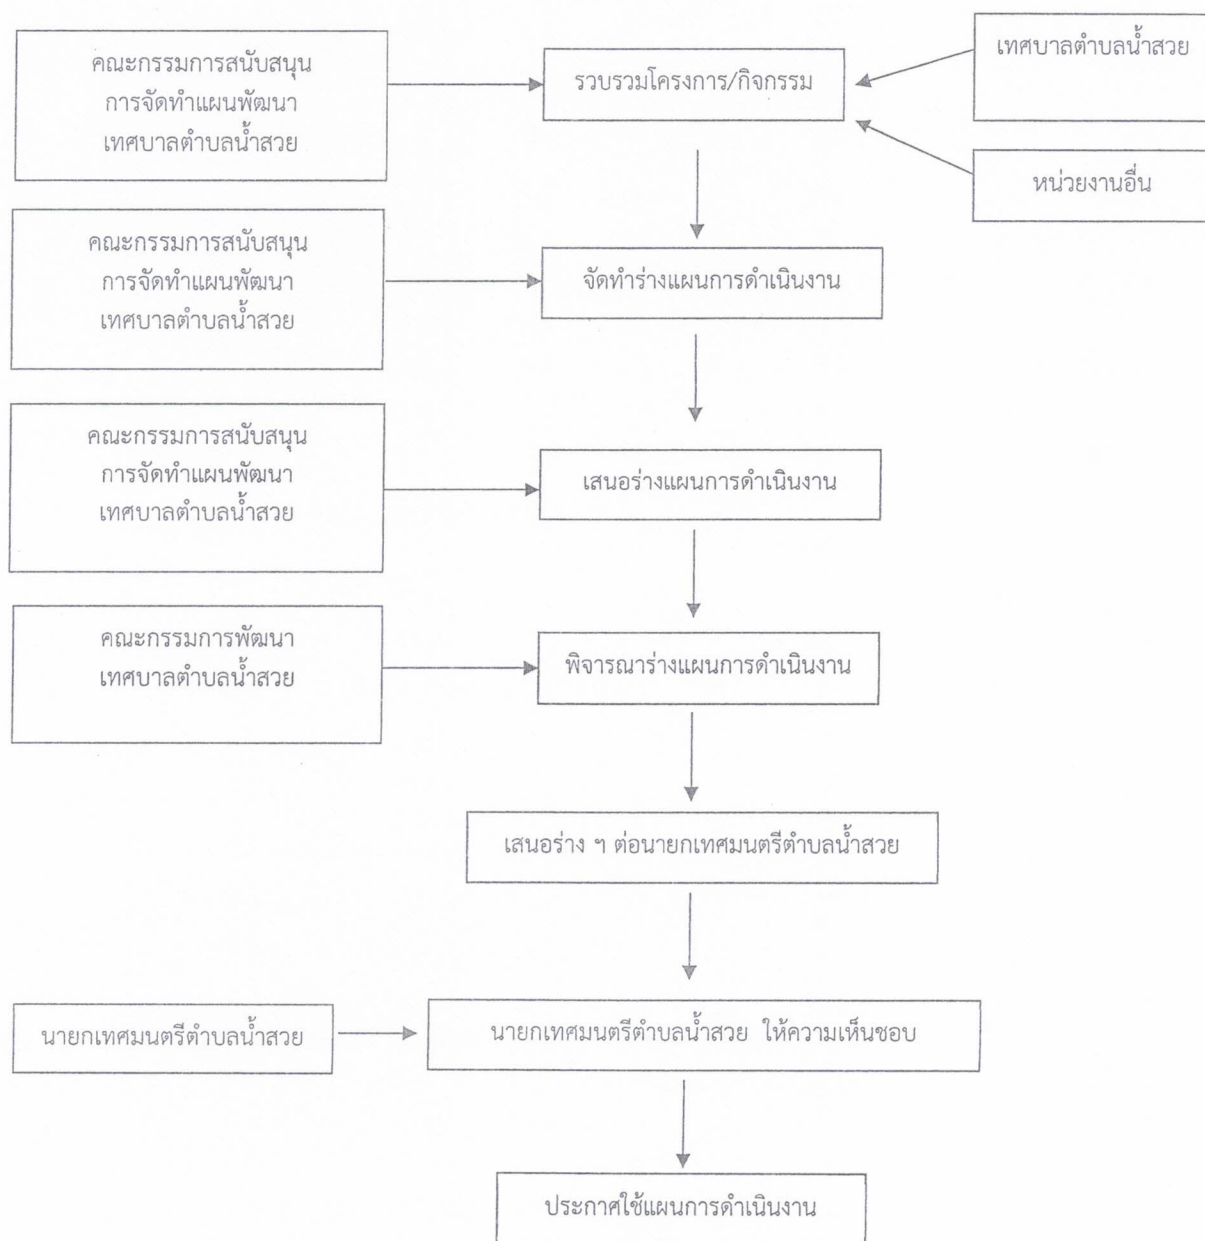 คณะกรรมการสนับสนุน
การจัดทำแผนพัฒนา
เทศบาลตำบลน้ำสวย
รวบรวมโครงการ/กิจกรรม
เทศบาลตำบลน้ำสวย
หน่วยงานอื่น
คณะกรรมการสนับสนุน
การจัดทำแผนพัฒนา
เทศบาลตำบลน้ำสวย
จัดทำร่างแผนการดำเนินงาน
คณะกรรมการสนับสนุน
การจัดทำแผนพัฒนา
เทศบาลตำบลน้ำสวย
เสนอร่างแผนการดำเนินงาน
คณะกรรมการพัฒนา
เทศบาลตำบลน้ำสวย
พิจารณาร่างแผนการดำเนินงาน
เสนอร่าง ฯ ต่อนายกเทศมนตรีตำบลน้ำสวย
นายกเทศมนตรีตำบลน้ำสวย
นายกเทศมนตรีตำบลน้ำสวย ให้ความเห็นชอบ
ประกาศใช้แผนการดำเนินงาน